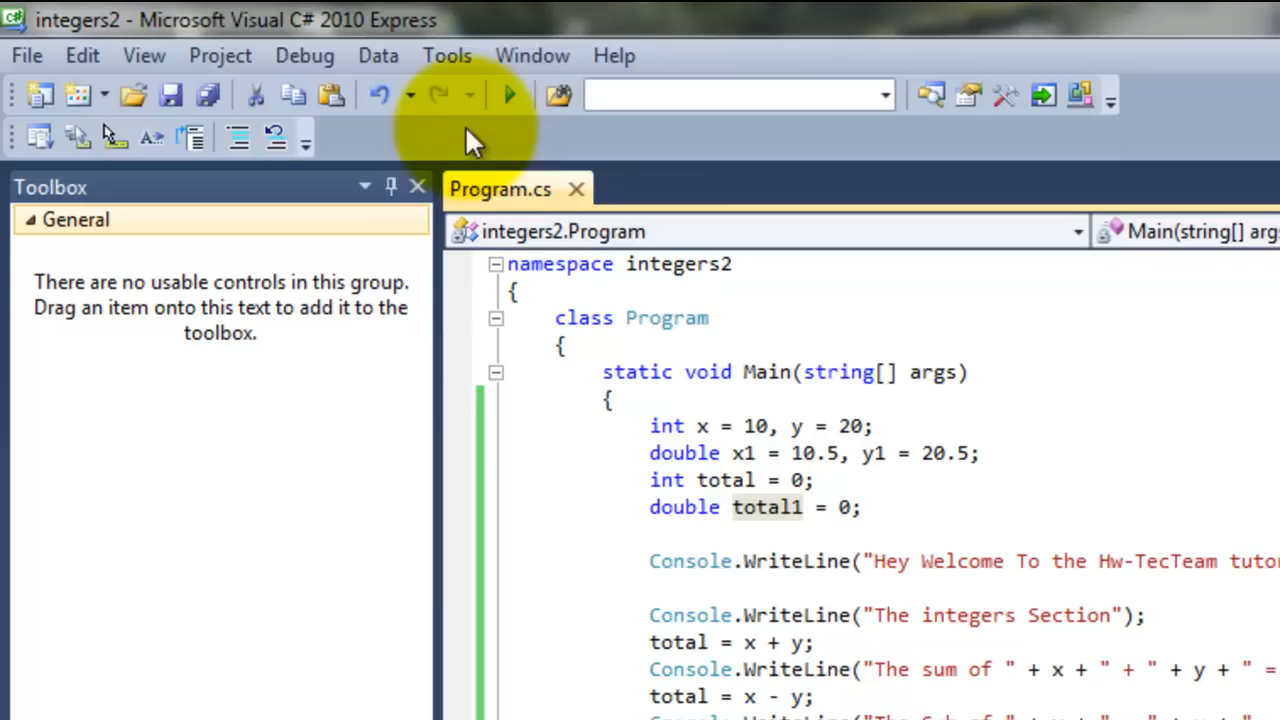 integers2 - Microsoft Visual C# 2010 Express
File Edit View Project Debug Data Tools Window Help
Toolbox
General
There are no usable controls in this group.
Drag an item onto this text to add it to the
toolbox.
Program.cs
integers2.Program
Main(string[] arg
namespace integers2
{
class Program
{
static void Main(string[] args)
{
int x = 10, y = 20;
double x1 = 10.5, y1 = 20.5;
int total = 0;
double total1 = 0;
Console.WriteLine("Hey Welcome To the Hw-TecTeam tuto
Console.WriteLine("The integers Section");
total = x + y;
Console.WriteLine("The sum of " + x + " + " + y + " =
total = x - y;